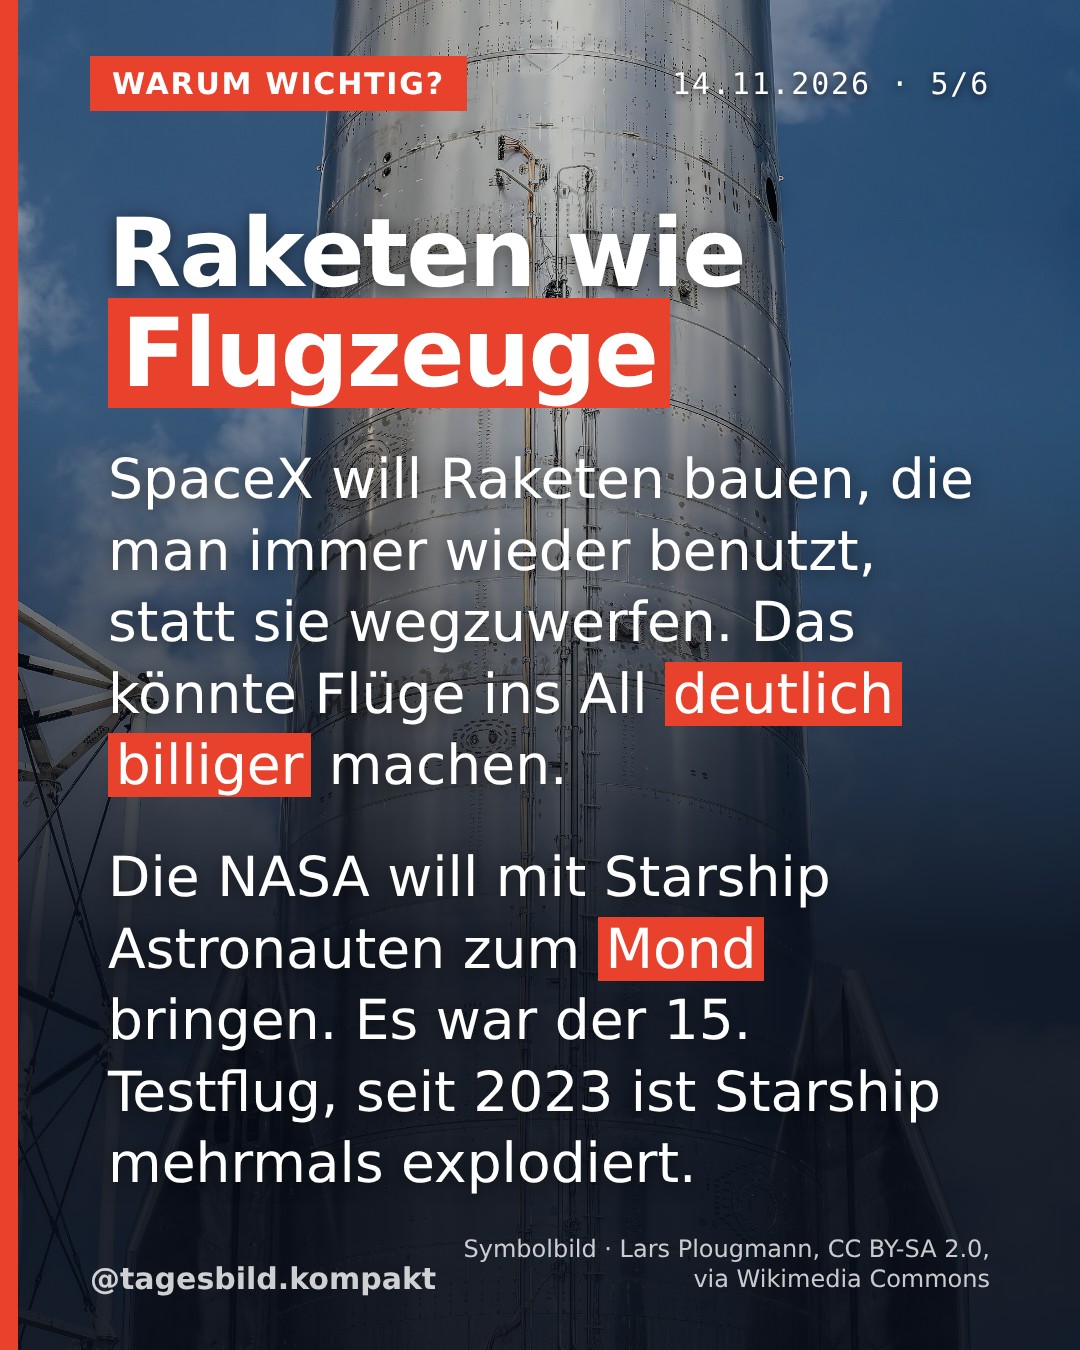 WARUM WICHTIG?
14.11.2026 · 5/6
Raketen wie
Flugzeuge
SpaceX will Raketen bauen, die
man immer wieder benutzt,
statt sie wegzuwerfen. Das
könnte Flüge ins All deutlich
billiger machen.
Die NASA will mit Starship
Astronauten zum Mond
bringen. Es war der 15.
Testflug, seit 2023 ist Starship
mehrmals explodiert.
Symbolbild · Lars Plougmann, CC BY-SA 2.0,
via Wikimedia Commons
@tagesbild.kompakt